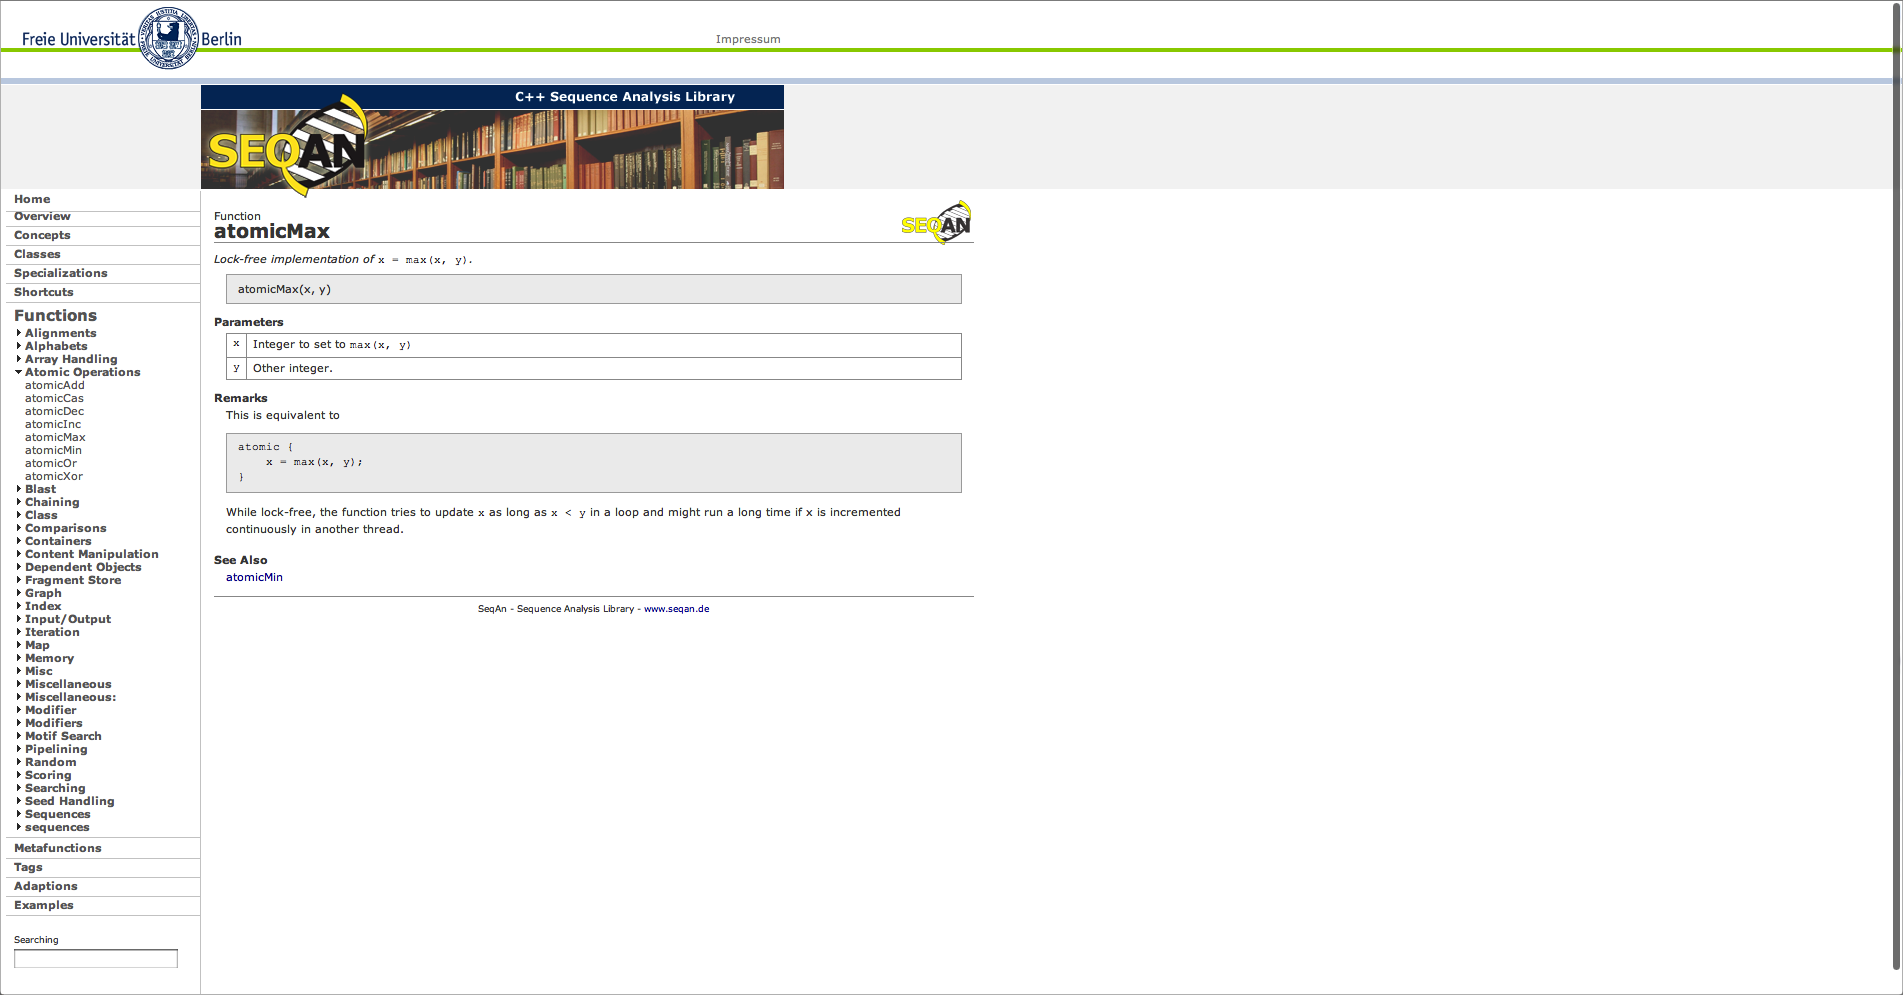 Freie Universität Berlin
Impressum
C++ Sequence Analysis Library
SEQAN
Home
Overview
Concepts
Classes
Specializations
Shortcuts
Functions
Alignments
Alphabets
Array Handling
Atomic Operations
atomicAdd
atomicCas
atomicDec
atomicInc
atomicMax
atomicMin
atomicOr
atomicXor
Blast
Chaining
Class
Comparisons
Containers
Content Manipulation
Dependent Objects
Fragment Store
Graph
Index
Input/Output
Iteration
Map
Memory
Misc
Miscellaneous
Miscellaneous:
Modifier
Modifiers
Motif Search
Pipelining
Random
Scoring
Searching
Seed Handling
Sequences
sequences
Metafunctions
Tags
Adaptions
Examples
Searching
Function
atomicMax
SEQAN
Lock-free implementation of x = max(x, y).
atomicMax(x, y)
Parameters
x Integer to set to max(x, y)
y Other integer.
Remarks
This is equivalent to
atomic {
x = max(x, y);
}
While lock-free, the function tries to update x as long as x < y in a loop and might run a long time if x is incremented
continuously in another thread.
See Also
atomicMin
SeqAn - Sequence Analysis Library - www.seqan.de